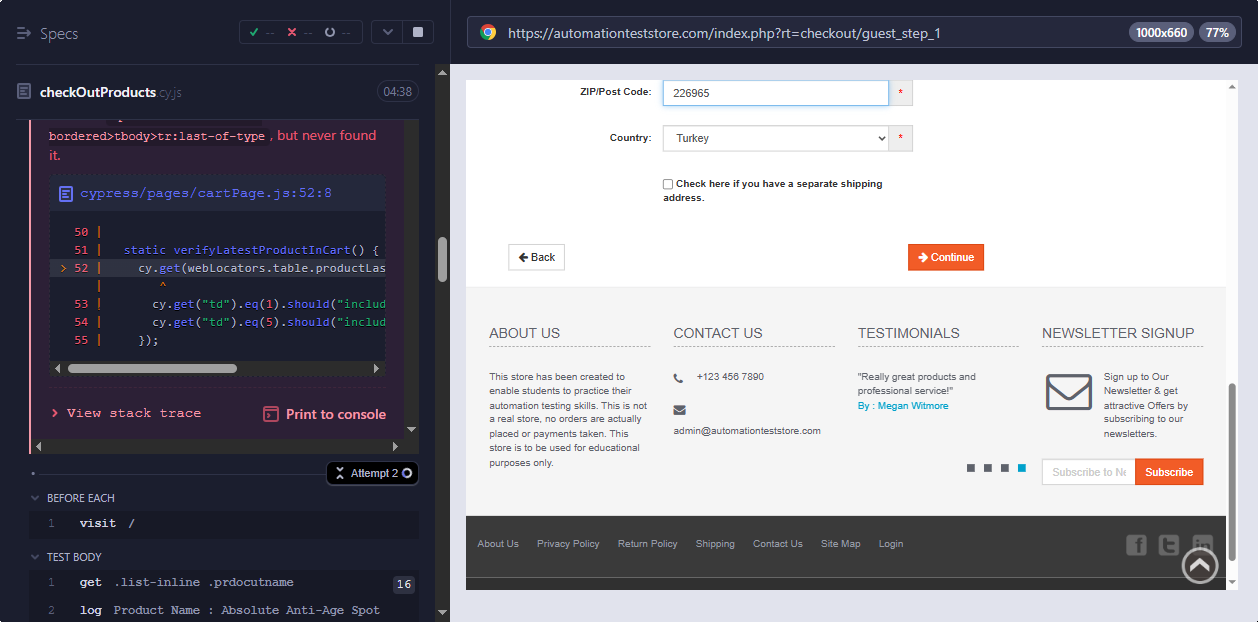 Specs
--
--
--
https://automationteststore.com/index.php?rt=checkout/guest_step_1
1000x660
77%
checkOutProducts.cy.js
04:38
bordered>tbody>tr:last-of-type, but never found
it.
cypress/pages/cartPage.js:52:8
50 |
51 | static verifyLatestProductInCart() {
> 52 | cy.get(webLocators.table.productLas
| ^
53 | cy.get("td").eq(1).should("includ
54 | cy.get("td").eq(5).should("includ
55 | });
> View stack trace
Print to console
Attempt 2
BEFORE EACH
1 visit /
TEST BODY
1 get .list-inline .prdocutname 16
2 log Product Name : Absolute Anti-Age Spot
ZIP/Post Code:
226965
*
Country:
Turkey
*
Check here if you have a separate shipping
address.
Back
Continue
ABOUT US
This store has been created to
enable students to practice their
automation testing skills. This is not
a real store, no orders are actually
placed or payments taken. This
store is to be used for educational
purposes only.
CONTACT US
+123 456 7890
admin@automationteststore.com
TESTIMONIALS
"Really great products and
professional service!"
By : Megan Witmore
NEWSLETTER SIGNUP
Sign up to Our
Newsletter & get
attractive Offers by
subscribing to our
newsletters.
Subscribe to Ne
Subscribe
About Us
Privacy Policy
Return Policy
Shipping
Contact Us
Site Map
Login
f
t
in